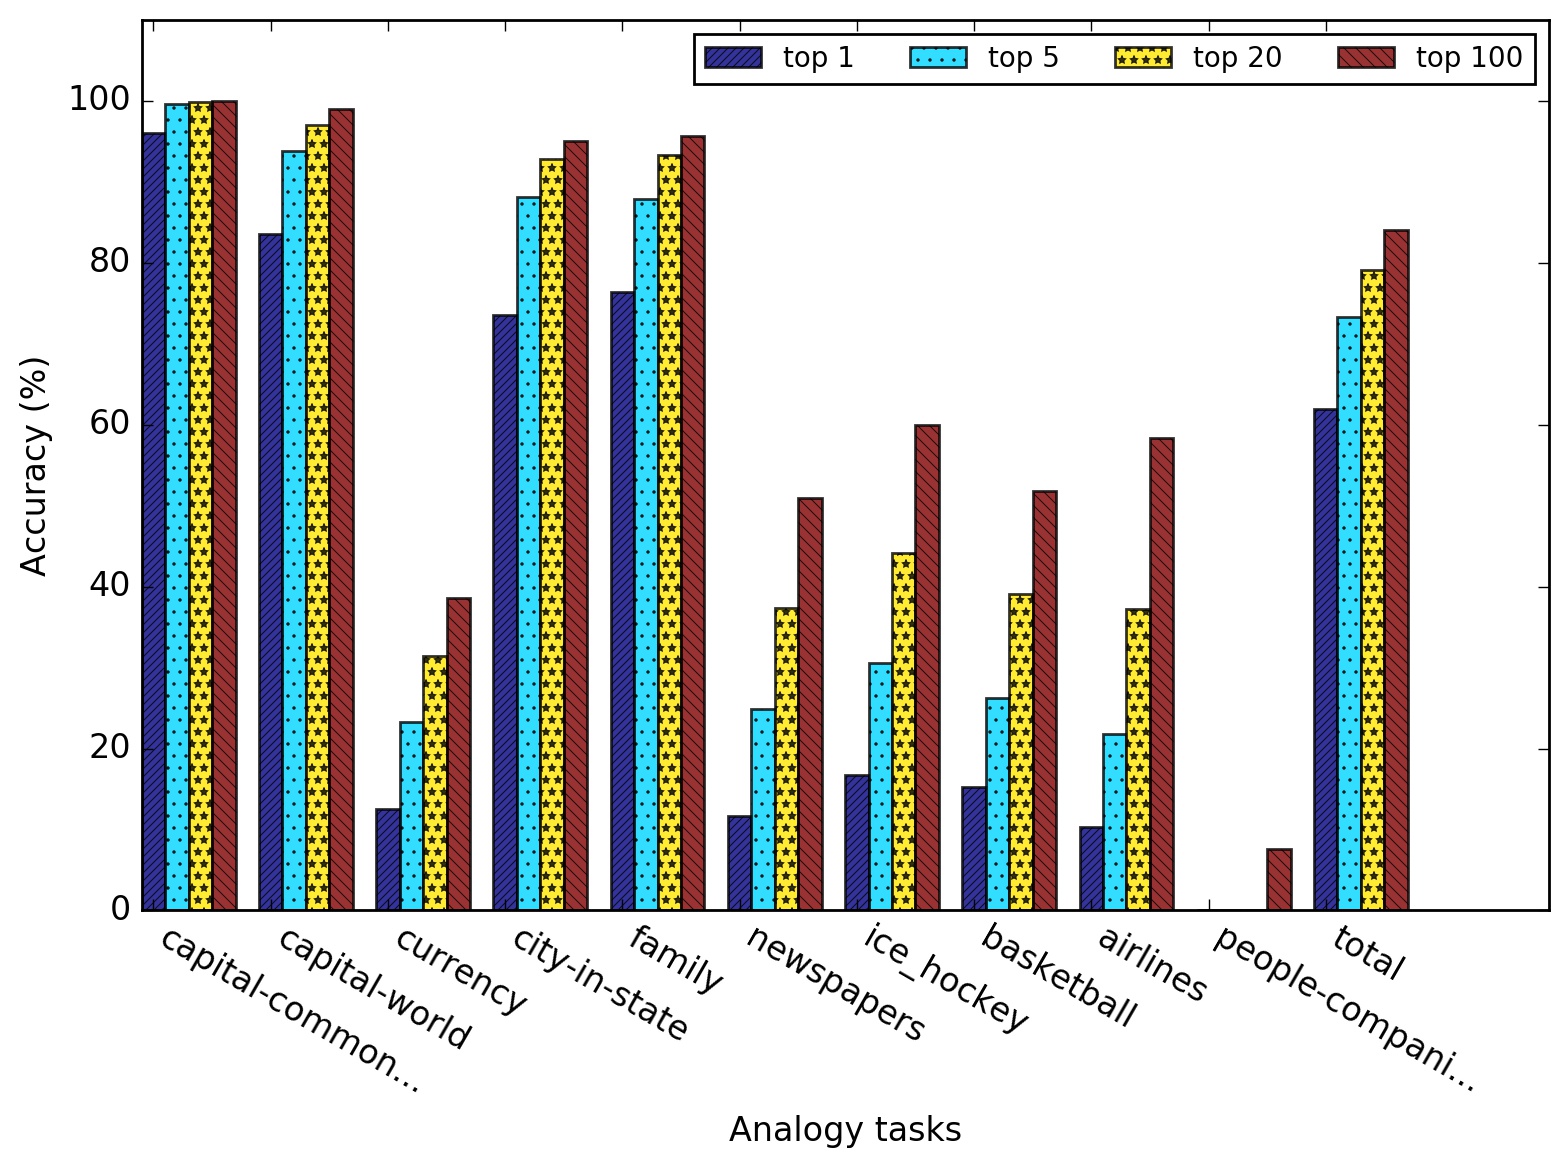 top 1 top 5 top 20 top 100
100
80
60
40
20
0
Accuracy (%)
capital-common...
capital-world
currency
city-in-state
family
newspapers
ice_hockey
basketball
airlines
people-compani...
total
Analogy tasks